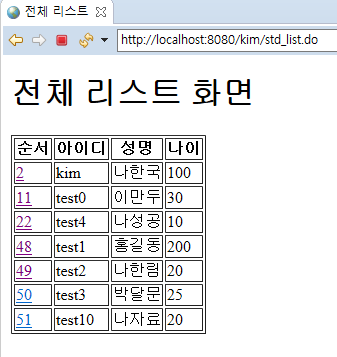 전체 리스트
http://localhost:8080/kim/std_list.do
전체 리스트 화면
순서 아이디 성명 나이
2 kim 나한국 100
11 test0 이만두 30
22 test4 나성공 10
48 test1 홍길동 200
49 test2 나한림 20
50 test3 박달문 25
51 test10 나자료 20